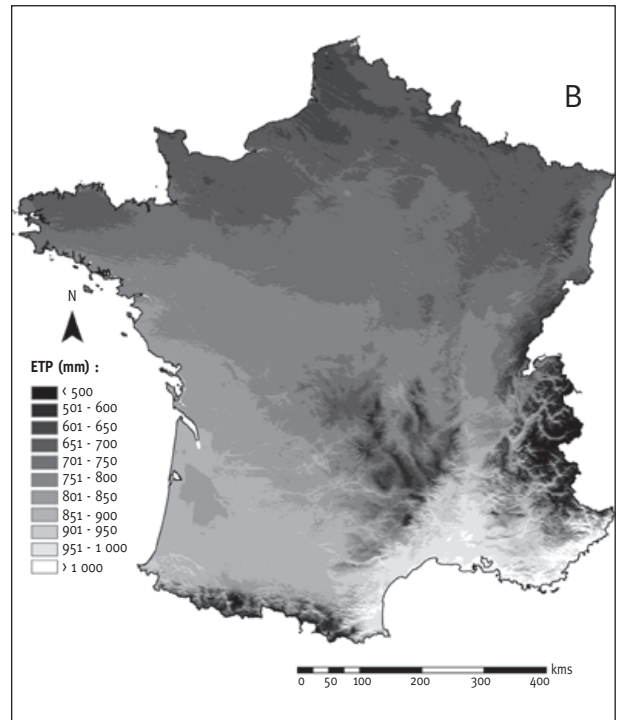 B
N
ETP (mm) :
< 500
501 - 600
601 - 650
651 - 700
701 - 750
751 - 800
801 - 850
851 - 900
901 - 950
951 - 1 000
> 1 000
kms
0 50 100 200 300 400